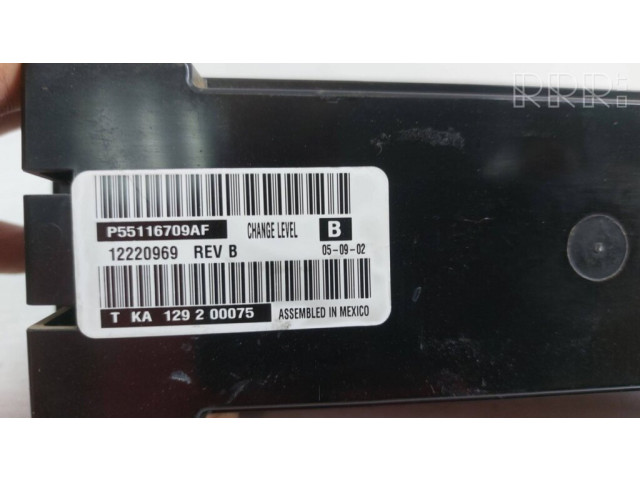 RRR:
P55116709AF CHANGE LEVEL B
12220969 REV B 05-09-02
T KA 129 2 00075 ASSEMBLED IN MEXICO